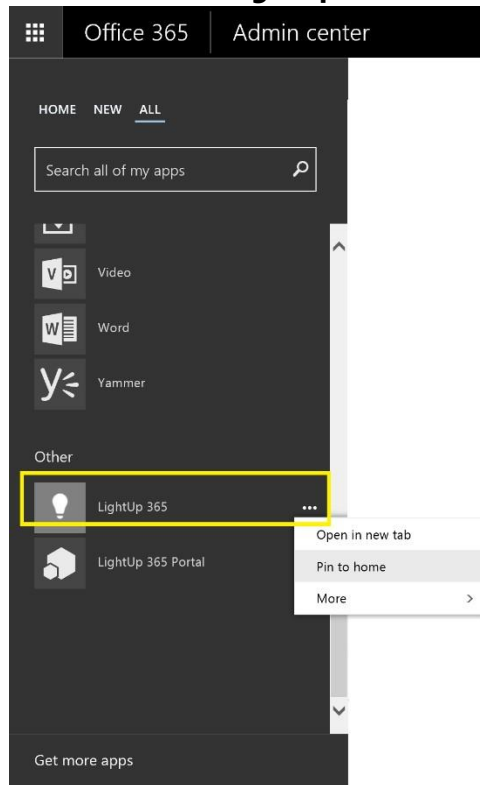 Office 365 Admin center
HOME NEW ALL
Search all of my apps
Video
Word
Yammer
Other
LightUp 365
Open in new tab
Pin to home
LightUp 365 Portal
More
Get more apps